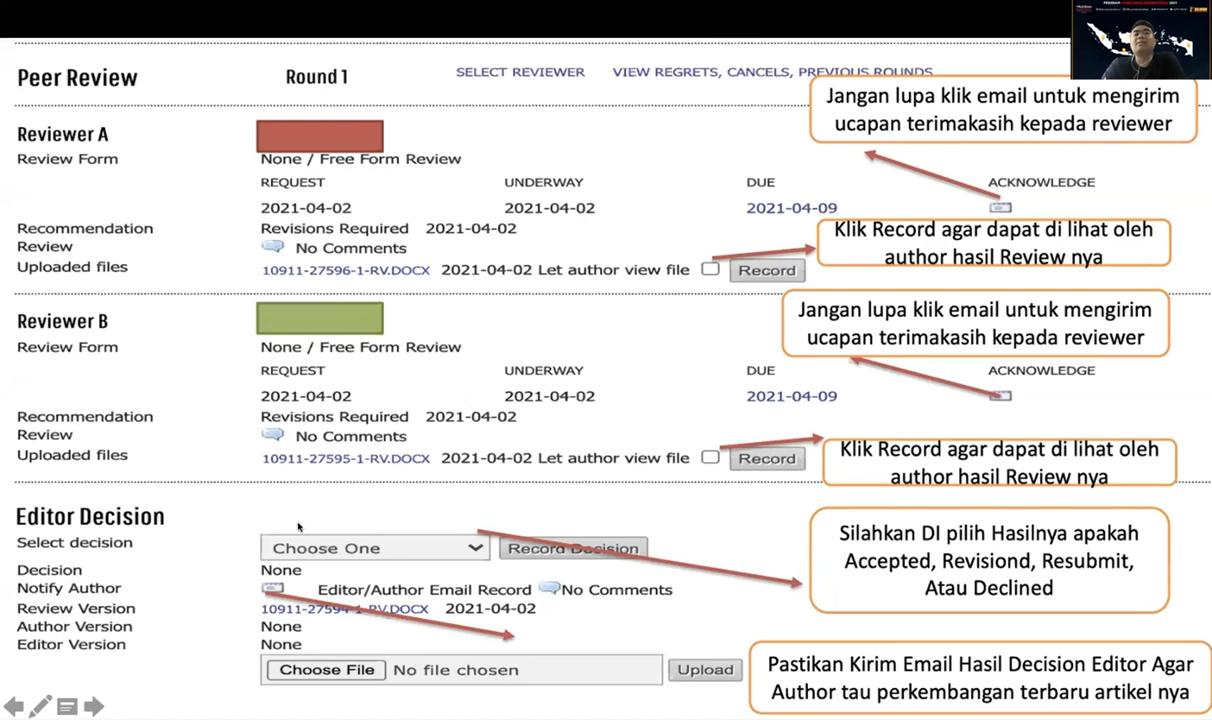 PROGRAM
2021
Peer Review
Round 1
SELECT REVIEWER
VIEW REGRETS, CANCELS, PREVIOUS ROUNDS
Jangan lupa klik email untuk mengirim
ucapan terimakasih kepada reviewer
Reviewer A
Review Form
None / Free Form Review
REQUEST
UNDERWAY
DUE
ACKNOWLEDGE
2021-04-02
2021-04-02
2021-04-09
Recommendation
Revisions Required 2021-04-02
Review
No Comments
Uploaded files
10911-27596-1-RV.DOCX 2021-04-02 Let author view file
Record
Klik Record agar dapat di lihat oleh
author hasil Review nya
Reviewer B
Review Form
None / Free Form Review
Jangan lupa klik email untuk mengirim
ucapan terimakasih kepada reviewer
REQUEST
UNDERWAY
DUE
ACKNOWLEDGE
2021-04-02
2021-04-02
2021-04-09
Recommendation
Revisions Required 2021-04-02
Review
No Comments
Uploaded files
10911-27595-1-RV.DOCX 2021-04-02 Let author view file
Record
Klik Record agar dapat di lihat oleh
author hasil Review nya
Editor Decision
Select decision
Choose One
Record Decision
Silahkan DI pilih Hasilnya apakah
Accepted, Revisiond, Resubmit,
Atau Declined
Decision
None
Notify Author
Editor/Author Email Record
No Comments
Review Version
10911-27594-1-RV.DOCX 2021-04-02
Author Version
None
Editor Version
None
Choose File
No file chosen
Upload
Pastikan Kirim Email Hasil Decision Editor Agar
Author tau perkembangan terbaru artikel nya